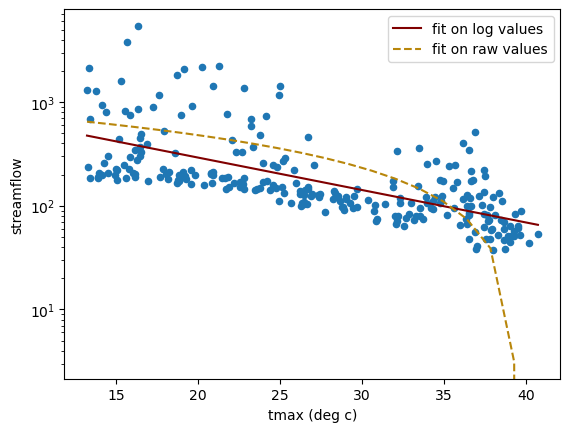 fit on log values
fit on raw values
10³
10²
10¹
streamflow
15 20 25 30 35 40
tmax (deg c)